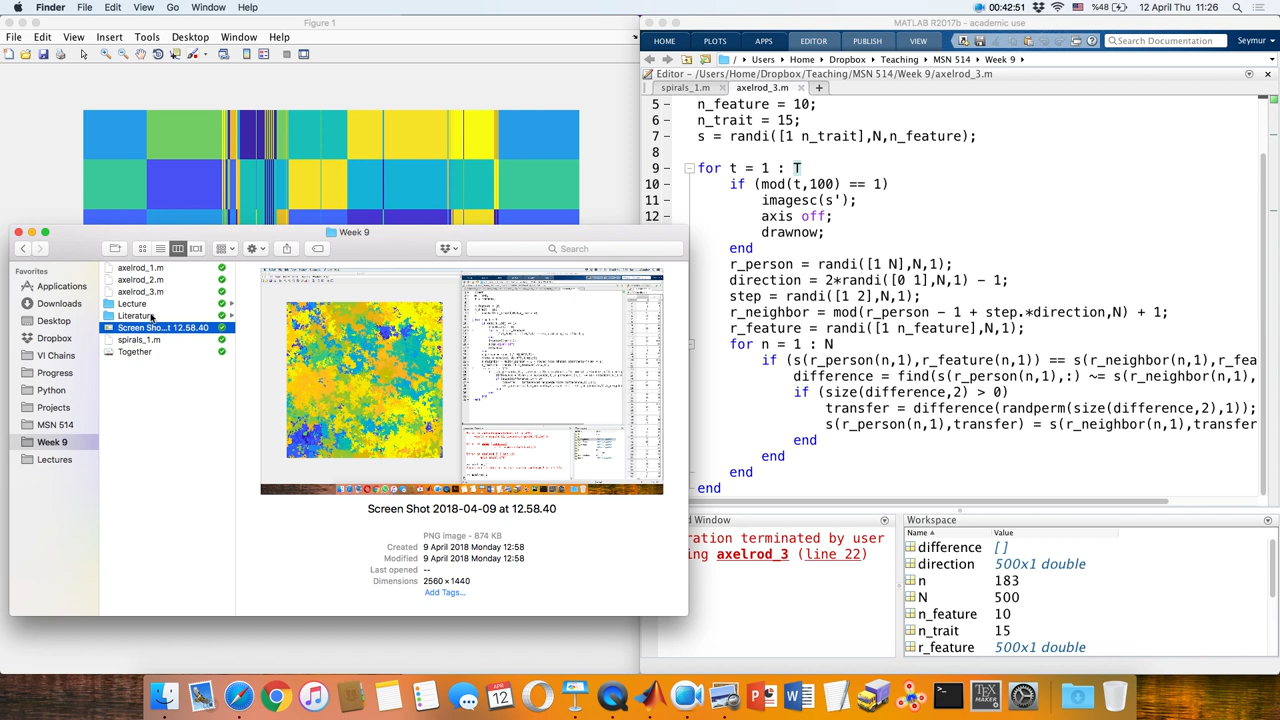 Finder File Edit View Go Window Help 00:42:51 %48 12 April Thu 11:26
Figure 1
MATLAB R2017b - academic use
File Edit View Insert Tools Desktop Window Help
HOME PLOTS APPS EDITOR PUBLISH VIEW Search Documentation Seymur
/ Users Home Dropbox Teaching MSN 514 Week 9
Editor - /Users/Home/Dropbox/Teaching/MSN 514/Week 9/axelrod_3.m
spirals_1.m axelrod_3.m
5 n_feature = 10;
6 n_trait = 15;
7 s = randi([1 n_trait],N,n_feature);
8
9 for t = 1 : T
10 if (mod(t,100) == 1)
11 imagesc(s');
12 axis off;
drawnow;
end
r_person = randi([1 N],N,1);
direction = 2*randi([0 1],N,1) - 1;
step = randi([1 2],N,1);
r_neighbor = mod(r_person - 1 + step.*direction,N) + 1;
r_feature = randi([1 n_feature],N,1);
for n = 1 : N
if (s(r_person(n,1),r_feature(n,1)) == s(r_neighbor(n,1),r_fea
difference = find(s(r_person(n,1),:) ~= s(r_neighbor(n,1),
if (size(difference,2) > 0)
transfer = difference(randperm(size(difference,2),1));
s(r_person(n,1),transfer) = s(r_neighbor(n,1),transfer
end
end
end
end
Week 9
Search
Favorites
Applications
Downloads
Desktop
Dropbox
VI Chains
Progress
Python
Projects
MSN 514
Week 9
Lectures
axelrod_1.m
axelrod_2.m
axelrod_3.m
Lecture
Literature
Screen Sho...t 12.58.40
spirals_1.m
Together
Screen Shot 2018-04-09 at 12.58.40
PNG image - 874 KB
Created 9 April 2018 Monday 12:58
Modified 9 April 2018 Monday 12:58
Last opened --
Dimensions 2560 × 1440
Add Tags...
d Window
ration terminated by user
ng axelrod_3 (line 22)
Workspace
Name Value
difference []
direction 500x1 double
n 183
N 500
n_feature 10
n_trait 15
r_feature 500x1 double